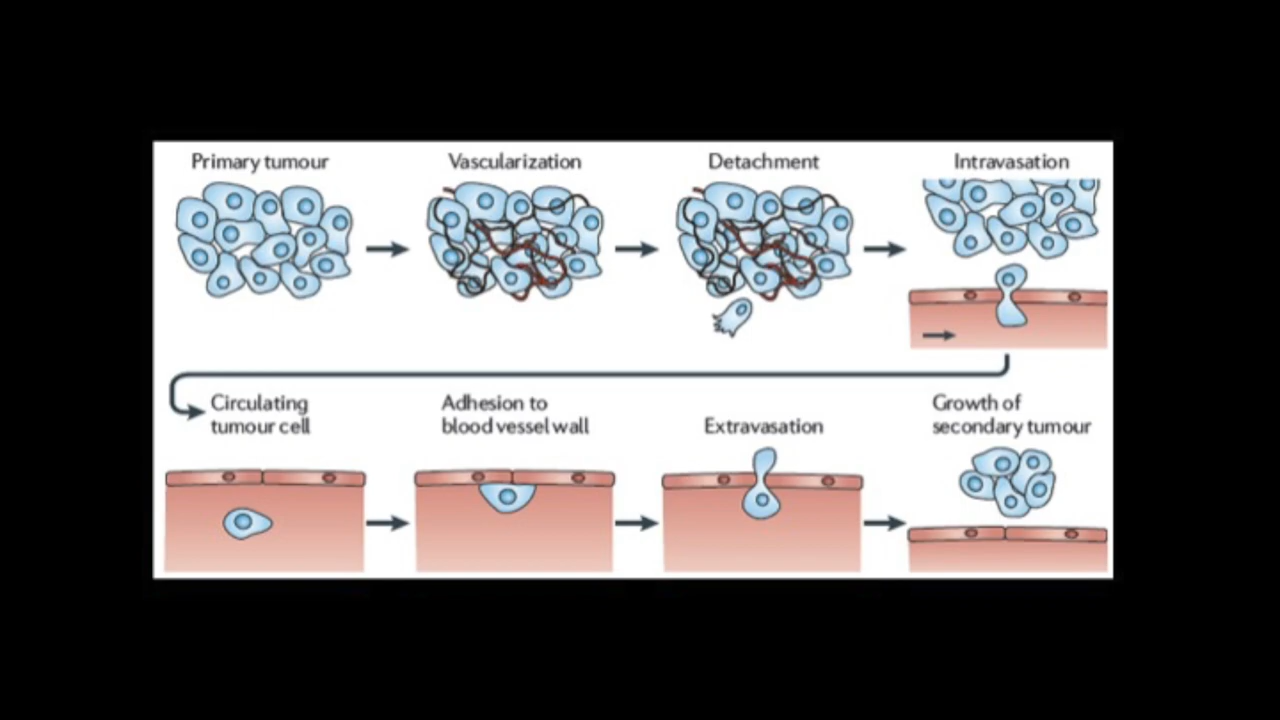 Primary tumour
Vascularization
Detachment
Intravasation
Circulating
tumour cell
Adhesion to
blood vessel wall
Extravasation
Growth of
secondary tumour